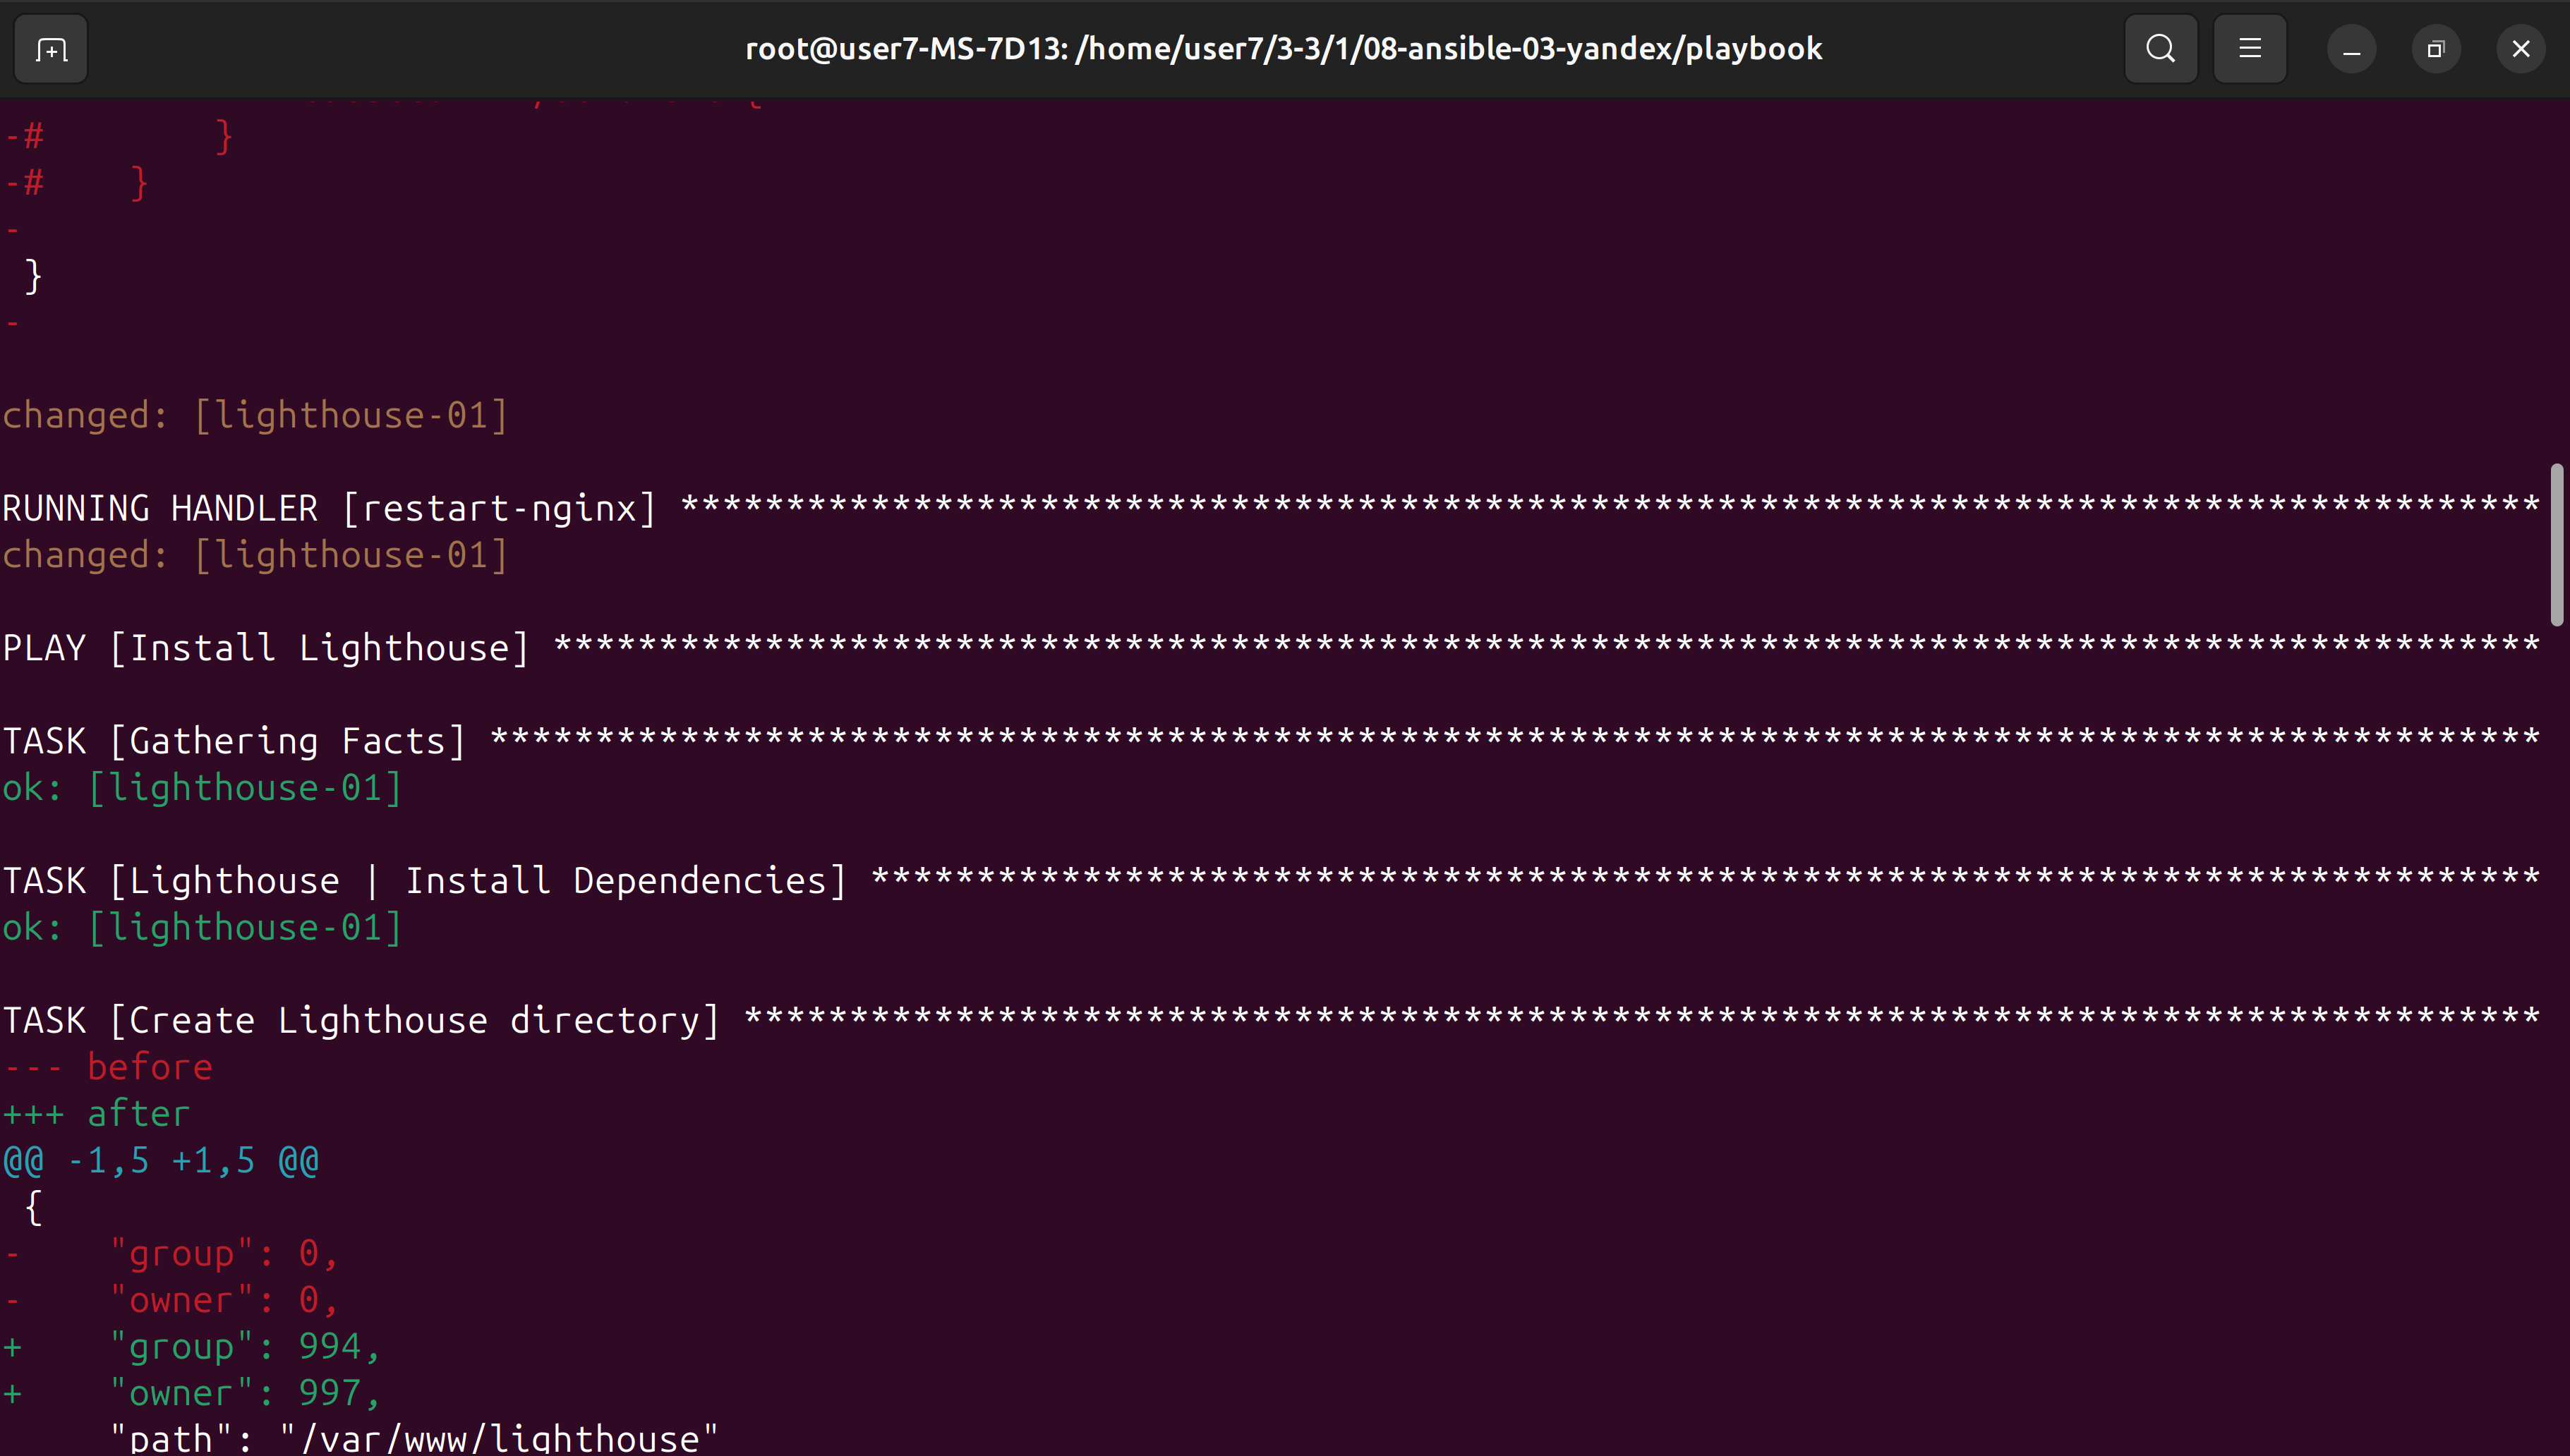 root@user7-MS-7D13: /home/user7/3-3/1/08-ansible-03-yandex/playbook
-#        }
-#    }
-
 }
-
changed: [lighthouse-01]
RUNNING HANDLER [restart-nginx] ****************************************************************************************
changed: [lighthouse-01]
PLAY [Install Lighthouse] **********************************************************************************************
TASK [Gathering Facts] *************************************************************************************************
ok: [lighthouse-01]
TASK [Lighthouse | Install Dependencies] *******************************************************************************
ok: [lighthouse-01]
TASK [Create Lighthouse directory] *************************************************************************************
--- before
+++ after
@@ -1,5 +1,5 @@
 {
-    "group": 0,
-    "owner": 0,
+    "group": 994,
+    "owner": 997,
     "path": "/var/www/lighthouse"